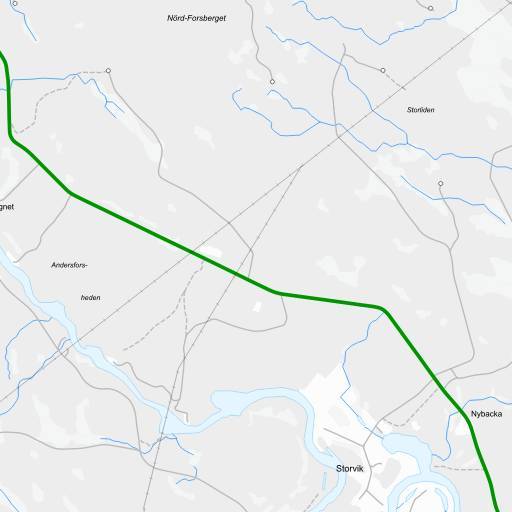 Nörd-Forsberget
Storliden
gnet
Andersfors-
heden
Nybacka
Storvik